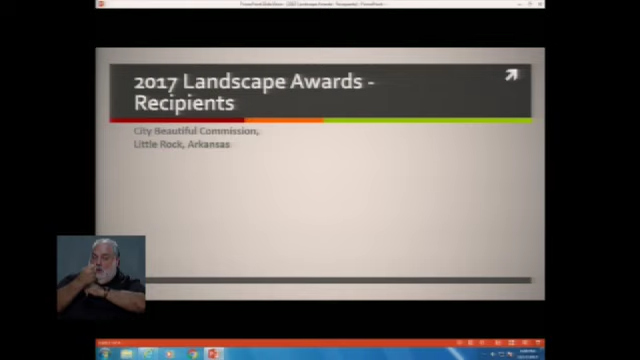 2017 Landscape Awards -
Recipients
City Beautiful Commission,
Little Rock, Arkansas